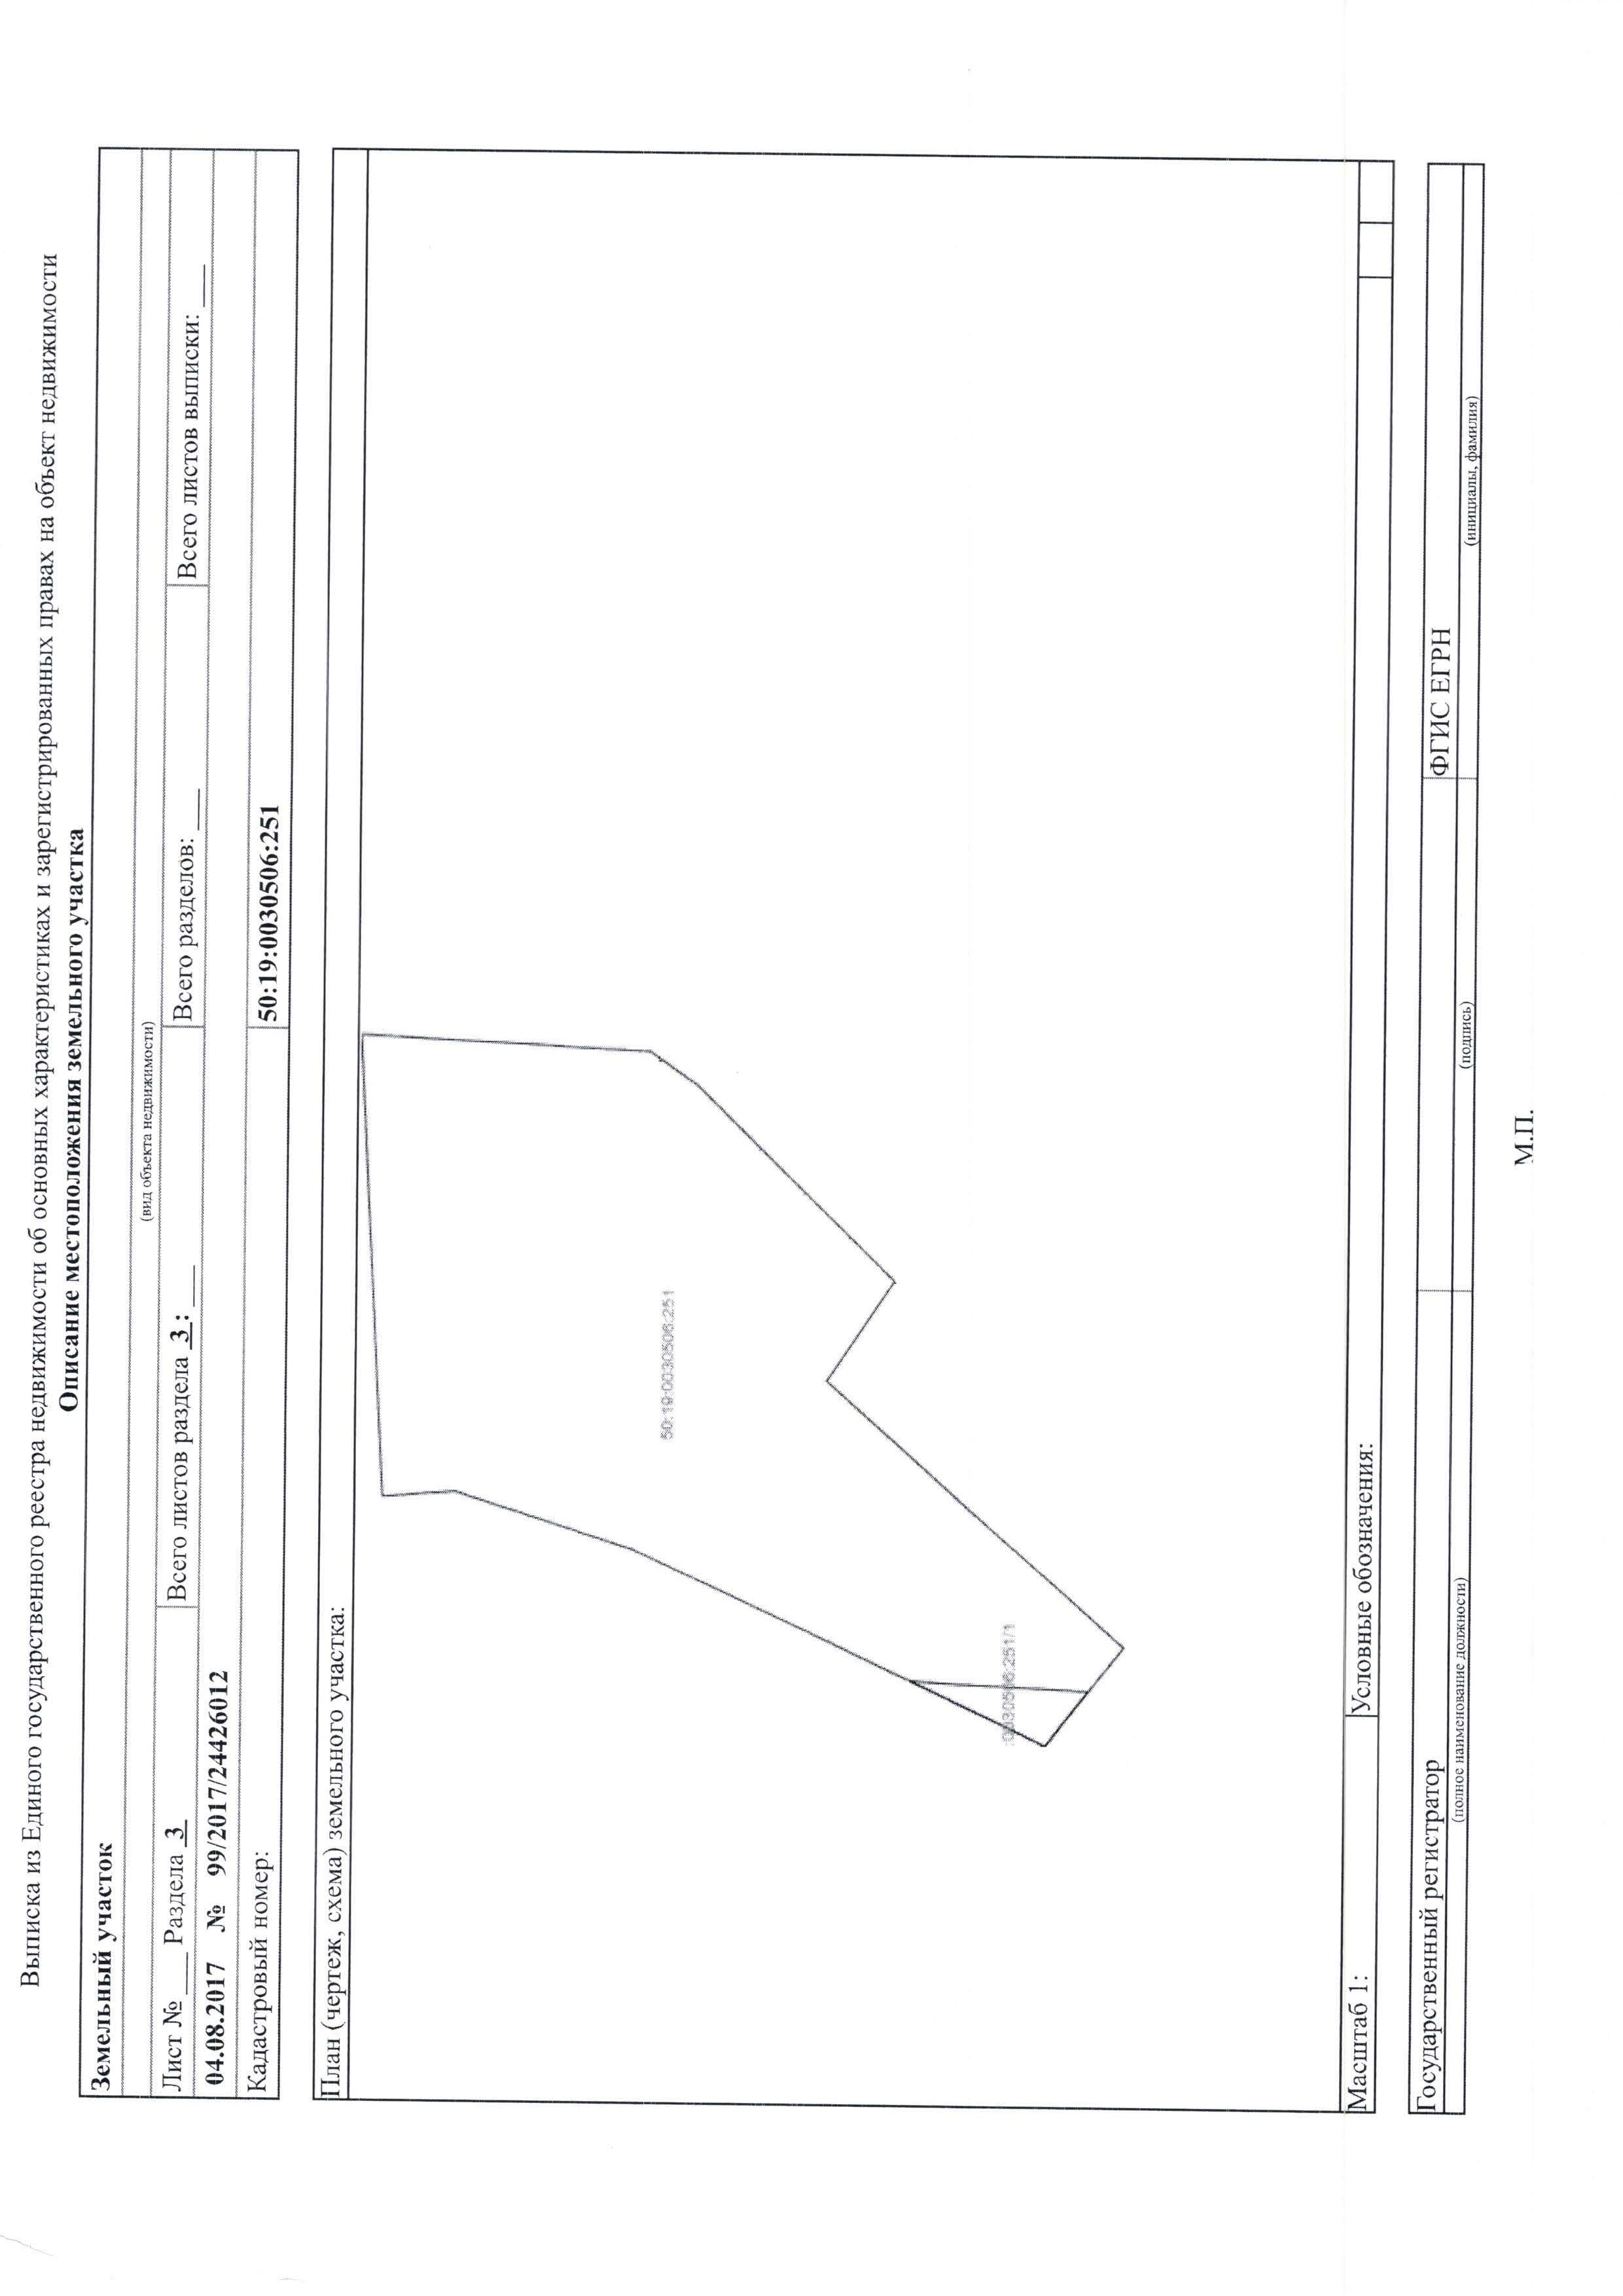 Выписка из Единого государственного реестра недвижимости об основных характеристиках и зарегистрированных правах на объект недвижимости
Описание местоположения земельного участка
Земельный участок
(вид объекта недвижимости)
Лист № ___ Раздела 3 Всего листов раздела 3 : ___ Всего разделов: ___ Всего листов выписки: ___
04.08.2017 № 99/2017/24426012
Кадастровый номер: 50:19:0030506:251
План (чертеж, схема) земельного участка:
50:19:0030506:251
:0030506:251/1
Масштаб 1: Условные обозначения:
Государственный регистратор ФГИС ЕГРН
(полное наименование должности) (подпись) (инициалы, фамилия)
М.П.